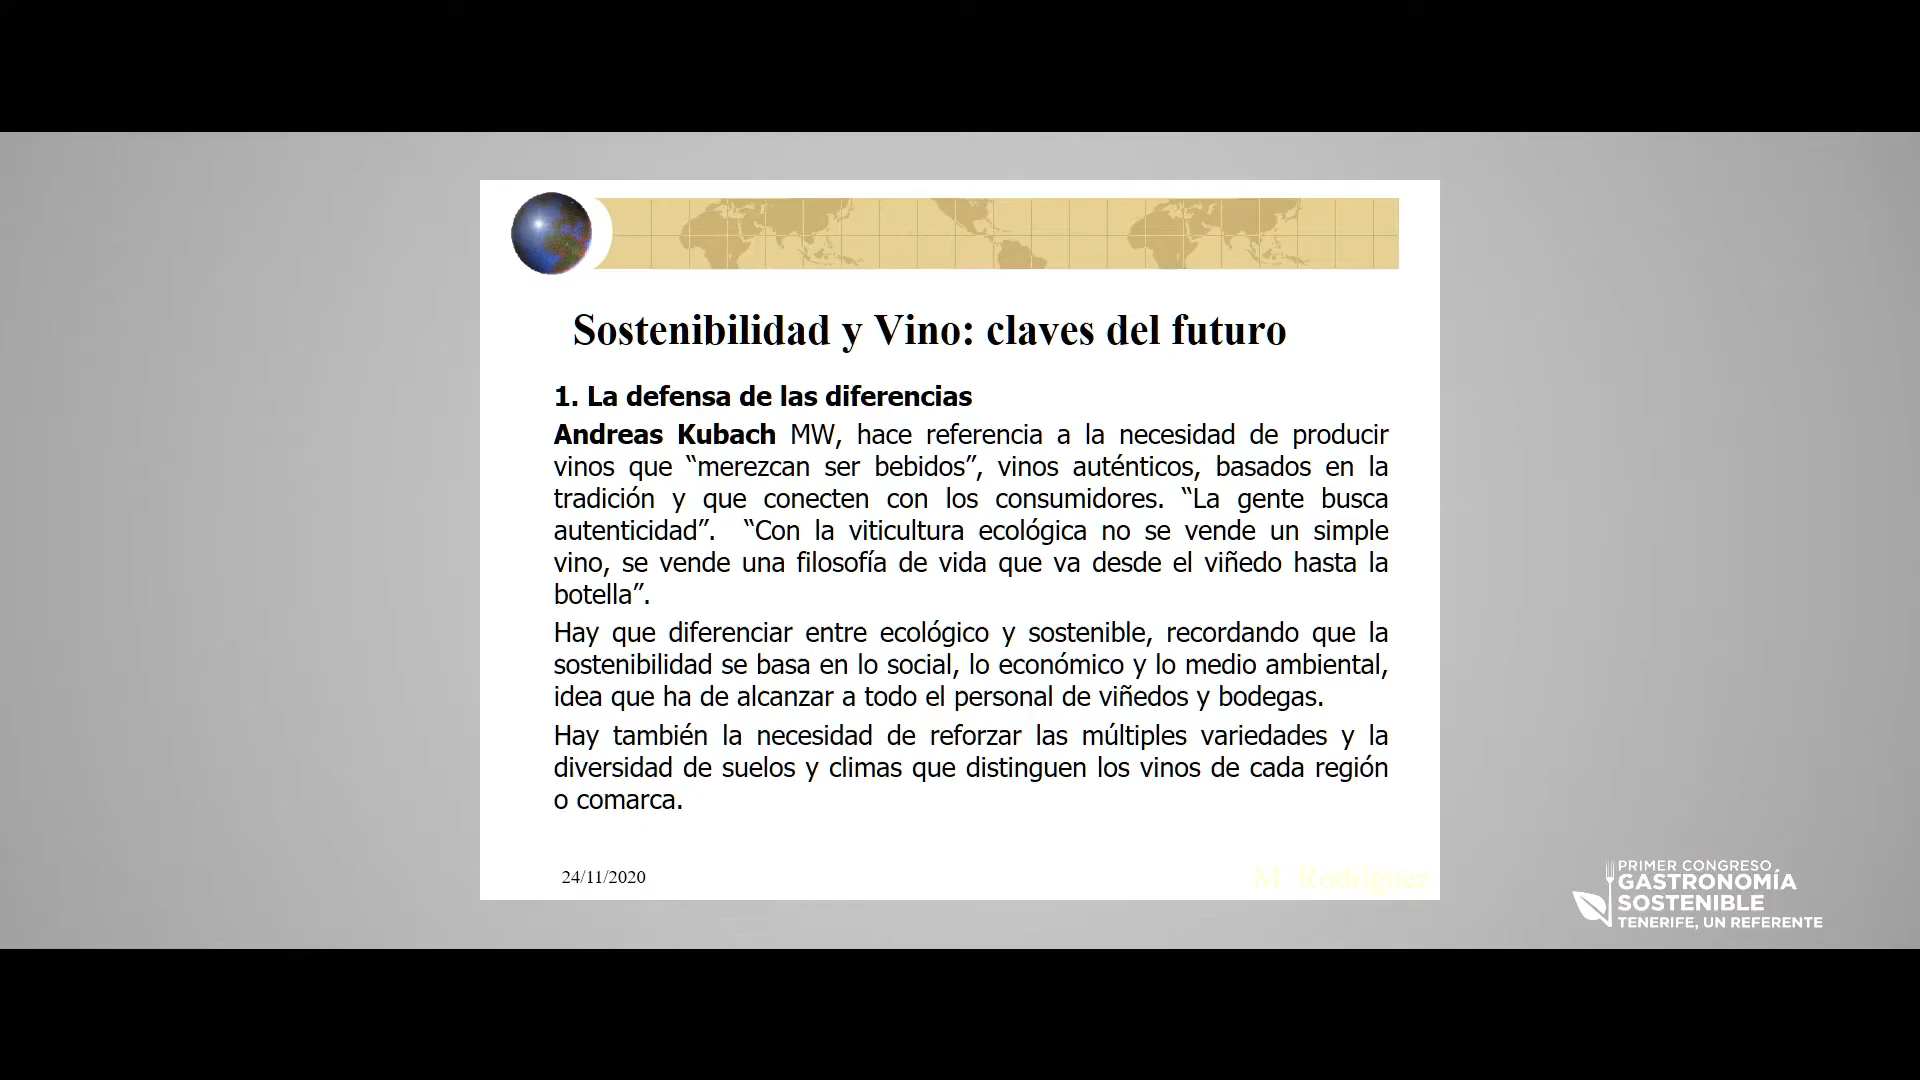 Sostenibilidad y Vino: claves del futuro
1. La defensa de las diferencias
Andreas Kubach MW, hace referencia a la necesidad de producir
vinos que “merezcan ser bebidos”, vinos auténticos, basados en la
tradición y que conecten con los consumidores. “La gente busca
autenticidad”. “Con la viticultura ecológica no se vende un simple
vino, se vende una filosofía de vida que va desde el viñedo hasta la
botella”.
Hay que diferenciar entre ecológico y sostenible, recordando que la
sostenibilidad se basa en lo social, lo económico y lo medio ambiental,
idea que ha de alcanzar a todo el personal de viñedos y bodegas.
Hay también la necesidad de reforzar las múltiples variedades y la
diversidad de suelos y climas que distinguen los vinos de cada región
o comarca.
24/11/2020
M. Rodríguez
PRIMER CONGRESO
GASTRONOMÍA
SOSTENIBLE
TENERIFE, UN REFERENTE